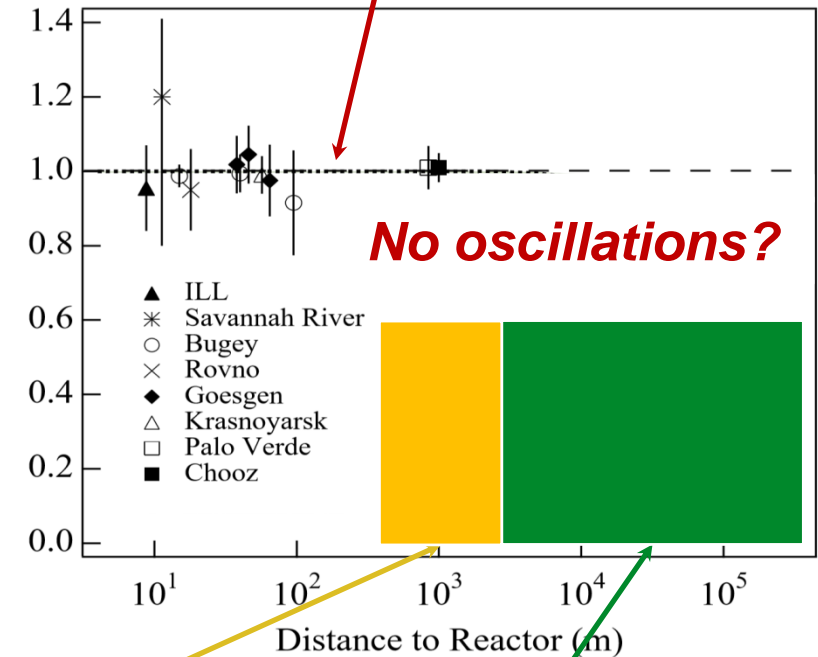 1.4
1.2
1.0
No oscillations?
0.8
ILL
Savannah River
0.6
Bugey
Rovno
0.4
Goesgen
Krasnoyarsk
0.2
Palo Verde
Chooz
0.0
10¹ 10² 10³ 10⁴ 10⁵
Distance to Reactor (m)